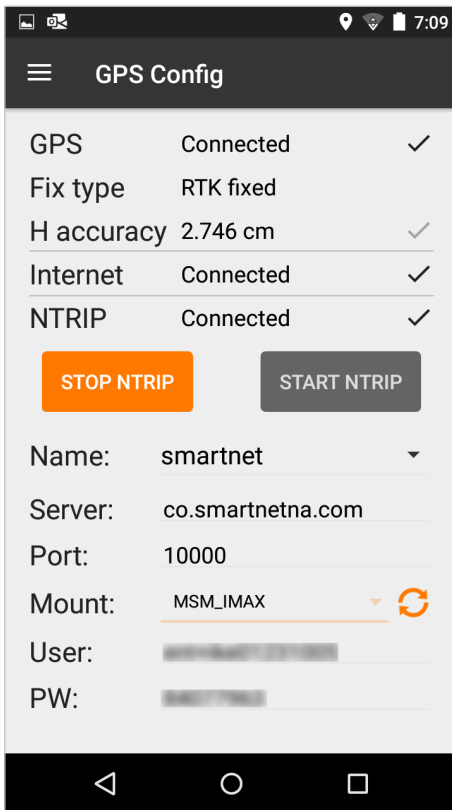 7:09
GPS Config
GPS Connected
Fix type RTK fixed
H accuracy 2.746 cm
Internet Connected
NTRIP Connected
STOP NTRIP START NTRIP
Name: smartnet
Server: co.smartnetna.com
Port: 10000
Mount: MSM_IMAX
User:
PW: